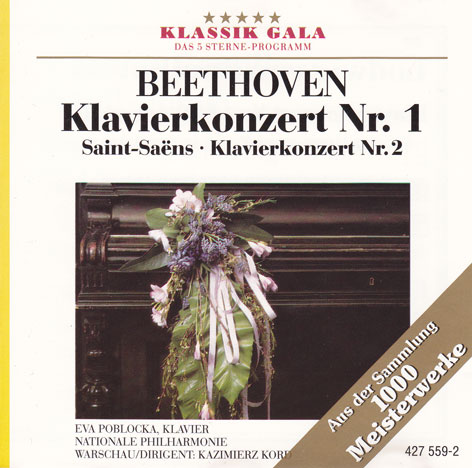 KLASSIK GALA
DAS 5 STERNE-PROGRAMM
BEETHOVEN
Klavierkonzert Nr. 1
Saint-Saëns · Klavierkonzert Nr. 2
Aus der Sammlung
1000
Meisterwerke
EVA POBLOCKA, KLAVIER
NATIONALE PHILHARMONIE
WARSCHAU/DIRIGENT: KAZIMIERZ KORD
427 559-2